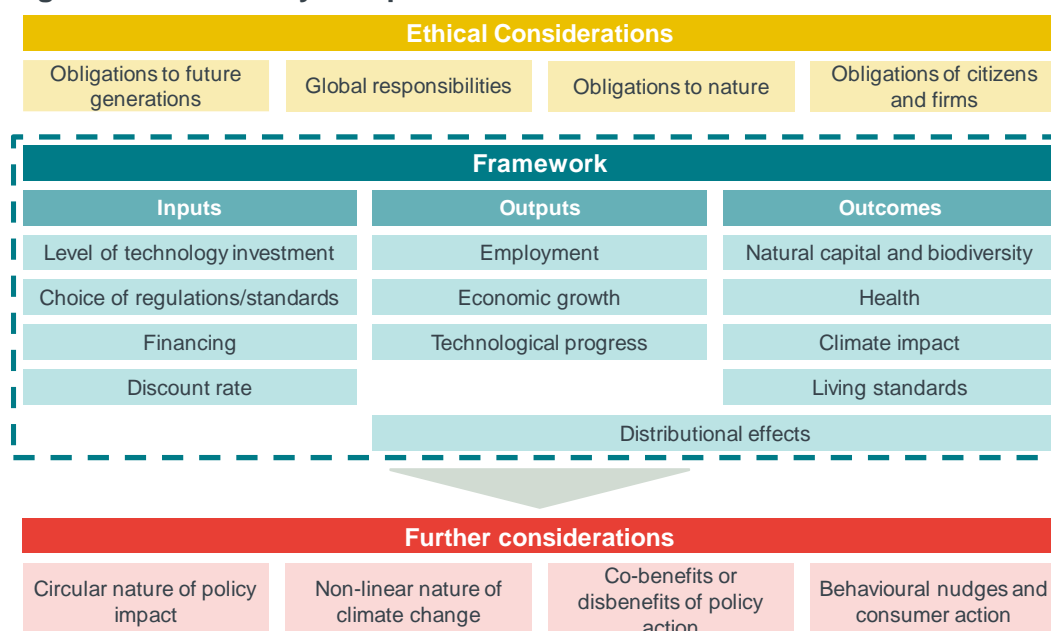 Ethical Considerations
Obligations to future
generations
Global responsibilities
Obligations to nature
Obligations of citizens
and firms
Framework
Inputs
Outputs
Outcomes
Level of technology investment
Employment
Natural capital and biodiversity
Choice of regulations/standards
Economic growth
Health
Financing
Technological progress
Climate impact
Discount rate
Living standards
Distributional effects
Further considerations
Circular nature of policy
impact
Non-linear nature of
climate change
Co-benefits or
disbenefits of policy
action
Behavioural nudges and
consumer action